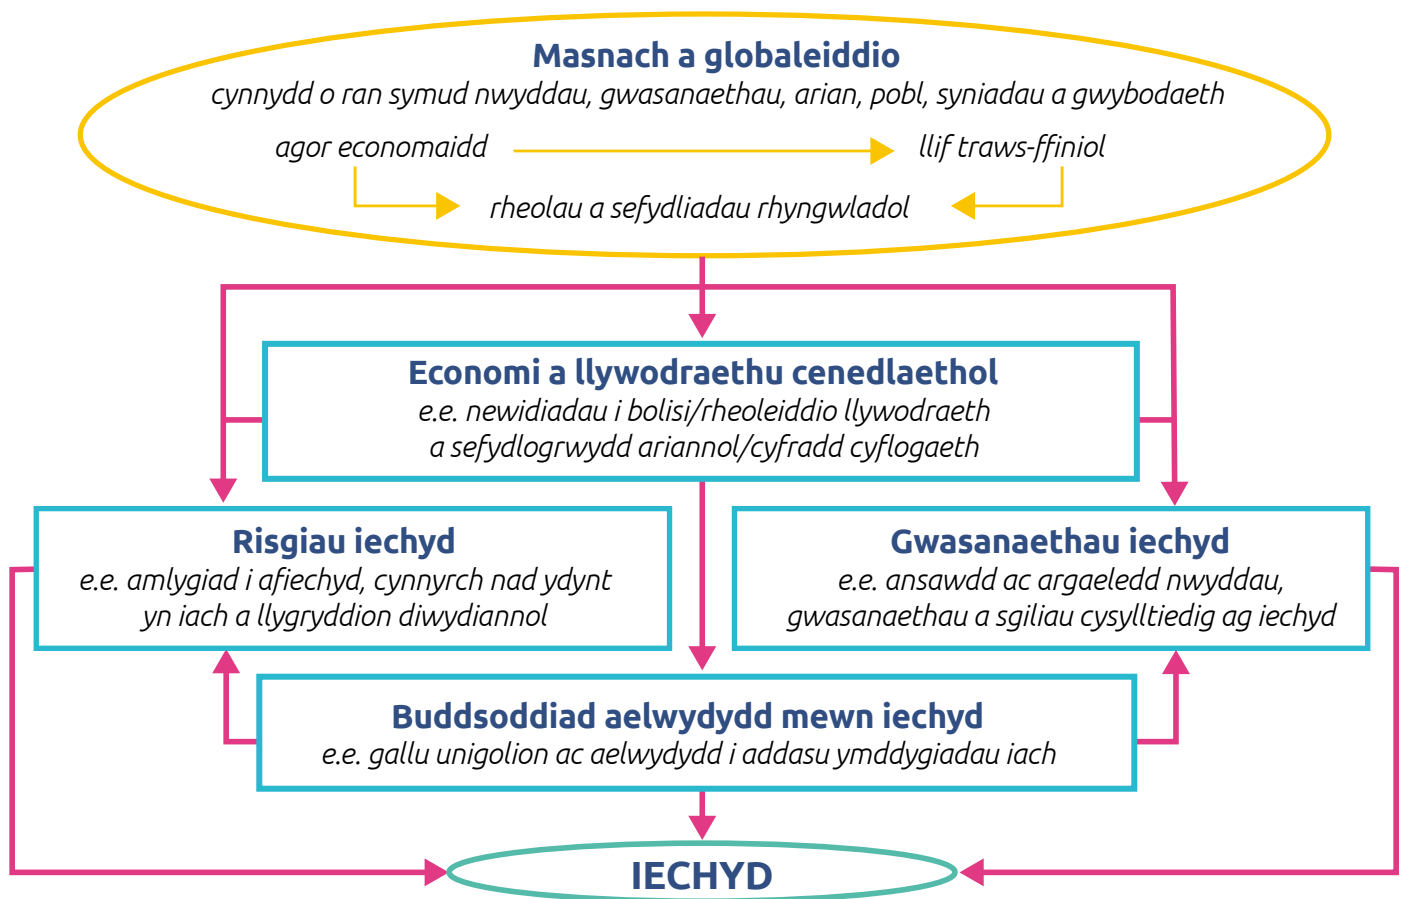 Masnach a globaleiddio
cynnydd o ran symud nwyddau, gwasanaethau, arian, pobl, syniadau a gwybodaeth
agor economaidd
llif traws-ffiniol
rheolau a sefydliadau rhyngwladol
Economi a llywodraethu cenedlaethol
e.e. newidiadau i bolisi/rheoleiddio llywodraeth
a sefydlogrwydd ariannol/cyfradd cyflogaeth
Risgiau iechyd
e.e. amlygiad i afiechyd, cynnyrch nad ydynt
yn iach a llygryddion diwydiannol
Gwasanaethau iechyd
e.e. ansawdd ac argaeledd nwyddau,
gwasanaethau a sgiliau cysylltiedig ag iechyd
Buddsoddiad aelwydydd mewn iechyd
e.e. gallu unigolion ac aelwydydd i addasu ymddygiadau iach
IECHYD